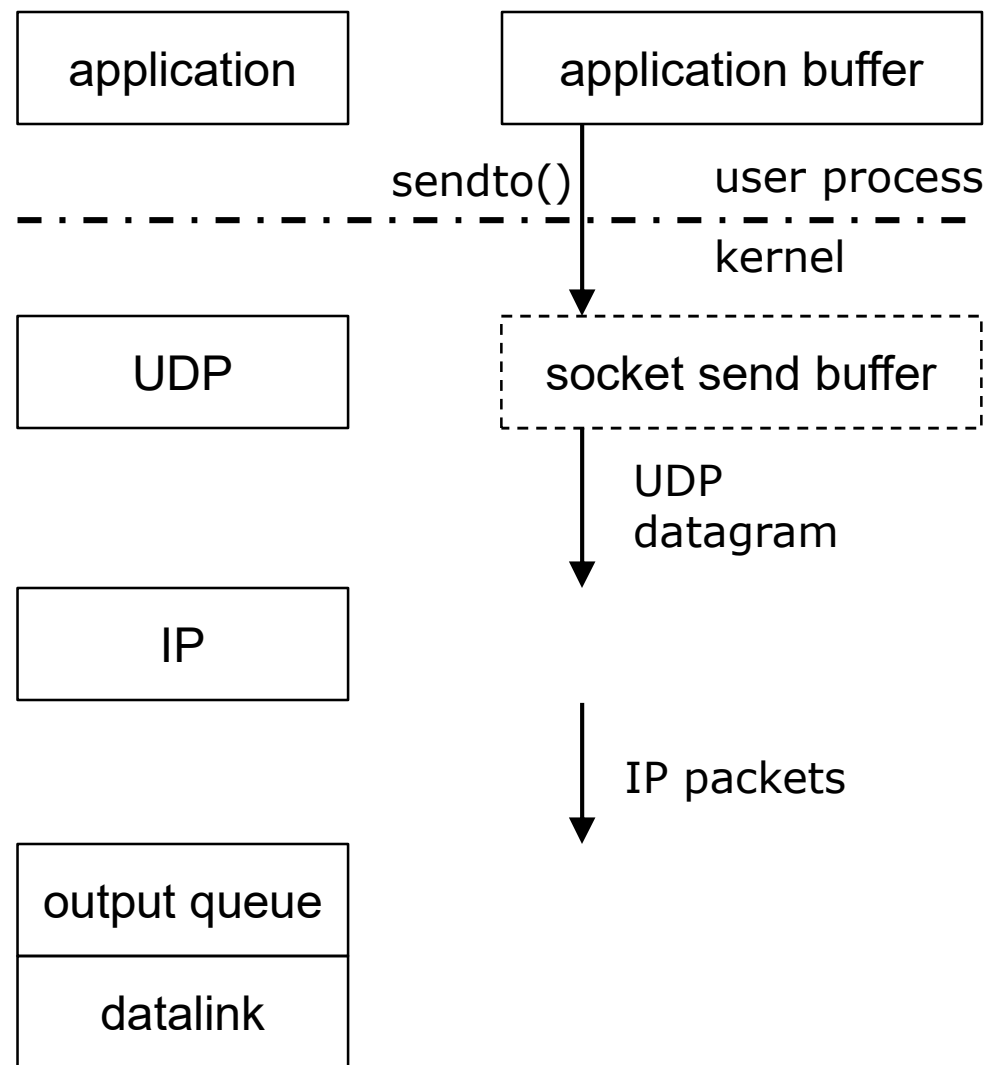 application
application buffer
sendto()
user process
kernel
UDP
socket send buffer
UDP
datagram
IP
IP packets
output queue
datalink